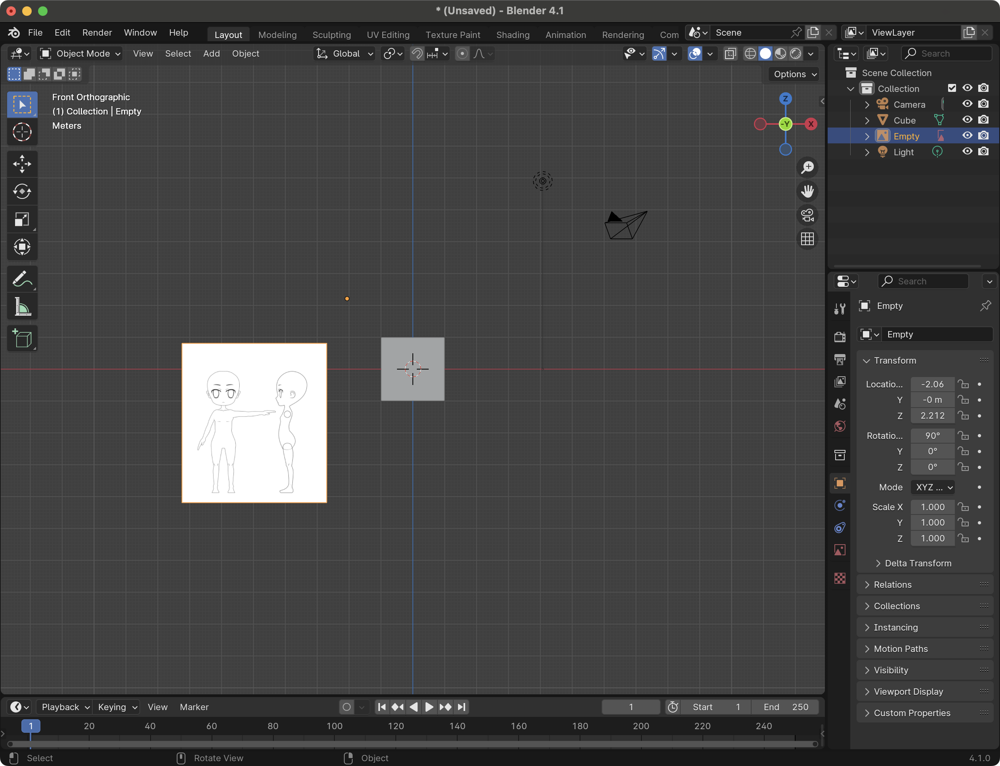 * (Unsaved) - Blender 4.1
File Edit Render Window Help Layout Modeling Sculpting UV Editing Texture Paint Shading Animation Rendering Com Scene ViewLayer
Object Mode View Select Add Object Global Search
Options
Front Orthographic
(1) Collection | Empty
Meters
Z
-Y X
Scene Collection
Collection
Camera
Cube
Empty
Light
Search
Empty
Empty
Transform
Locatio... -2.06
Y -0 m
Z 2.212
Rotatio... 90°
Y 0°
Z 0°
Mode XYZ ...
Scale X 1.000
Y 1.000
Z 1.000
Delta Transform
Relations
Collections
Instancing
Motion Paths
Visibility
Viewport Display
Custom Properties
Playback Keying View Marker 1 Start 1 End 250
1 20 40 60 80 100 120 140 160 180 200 220 240
Select Rotate View Object 4.1.0